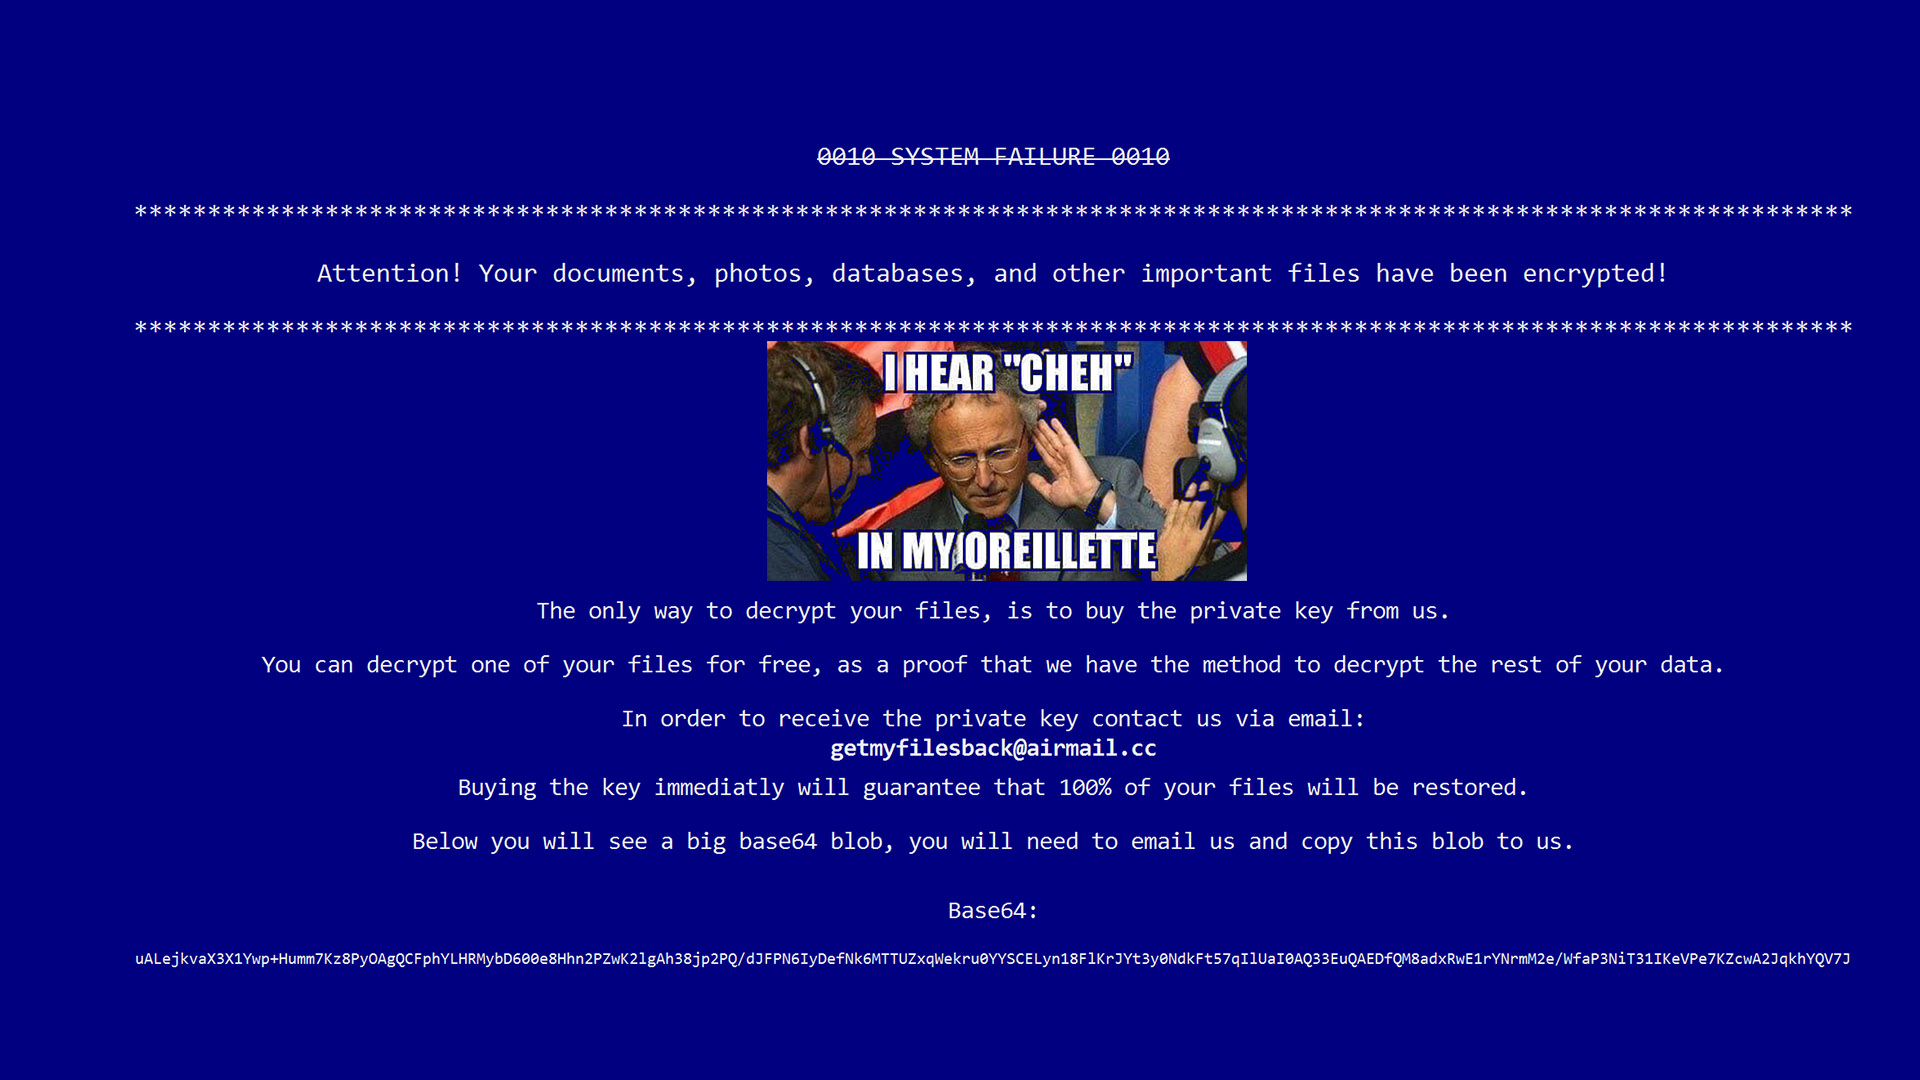 0010 SYSTEM FAILURE 0010
*********************************************************************************************************************
Attention! Your documents, photos, databases, and other important files have been encrypted!
*********************************************************************************************************************
I HEAR "CHEH"
IN MY OREILLETTE
The only way to decrypt your files, is to buy the private key from us.
You can decrypt one of your files for free, as a proof that we have the method to decrypt the rest of your data.
In order to receive the private key contact us via email:
getmyfilesback@airmail.cc
Buying the key immediatly will guarantee that 100% of your files will be restored.
Below you will see a big base64 blob, you will need to email us and copy this blob to us.
Base64:
uALejkvaX3X1Ywp+Humm7Kz8PyOAgQCFphYLHRMybD600e8Hhn2PZwK2lgAh38jp2PQ/dJFPN6IyDefNk6MTTUZxqWekru0YYSCELyn18FlKrJYt3y0NdkFt57qIlUaI0AQ33EuQAEDfQM8adxRwE1rYNrmM2e/WfaP3NiT31IKeVPe7KZcwA2JqkhYQV7J